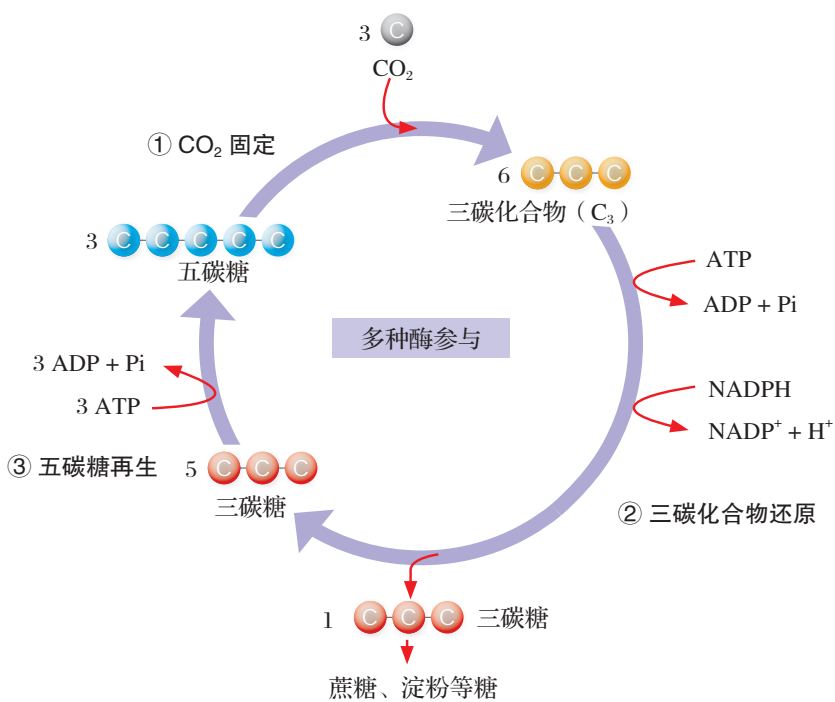 3 C
CO₂
① CO₂ 固定
6 C C C
三碳化合物（C₃）
3 C C C C C
五碳糖
ATP
ADP + Pi
多种酶参与
3 ADP + Pi
3 ATP
NADPH
NADP⁺ + H⁺
③ 五碳糖再生
5 C C C
三碳糖
② 三碳化合物还原
1 C C C 三碳糖
蔗糖、淀粉等糖